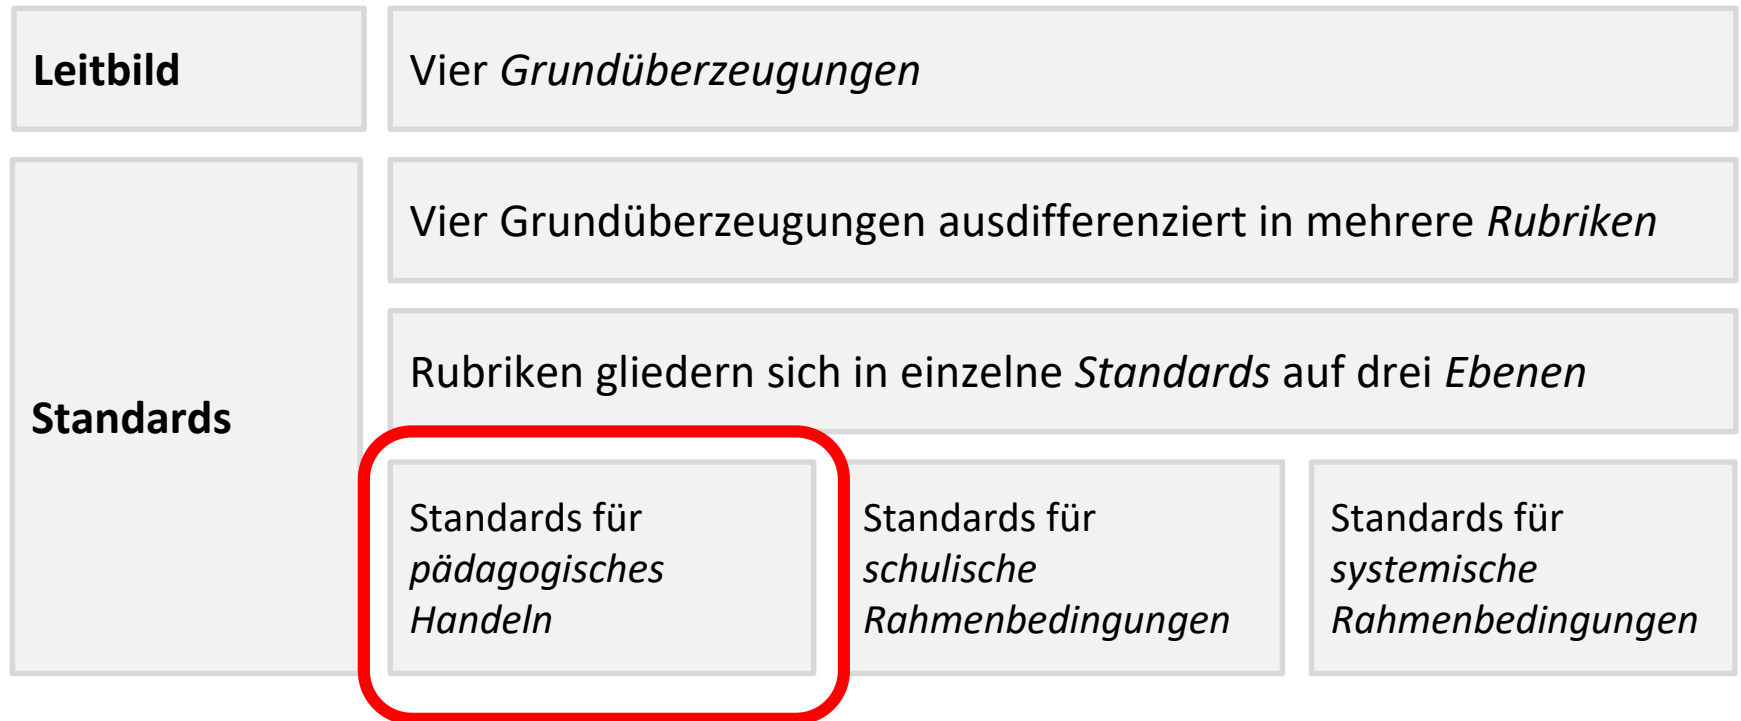 Leitbild
Vier Grundüberzeugungen
Standards
Vier Grundüberzeugungen ausdifferenziert in mehrere Rubriken
Rubriken gliedern sich in einzelne Standards auf drei Ebenen
Standards für
pädagogisches
Handeln
Standards für
schulische
Rahmenbedingungen
Standards für
systemische
Rahmenbedingungen